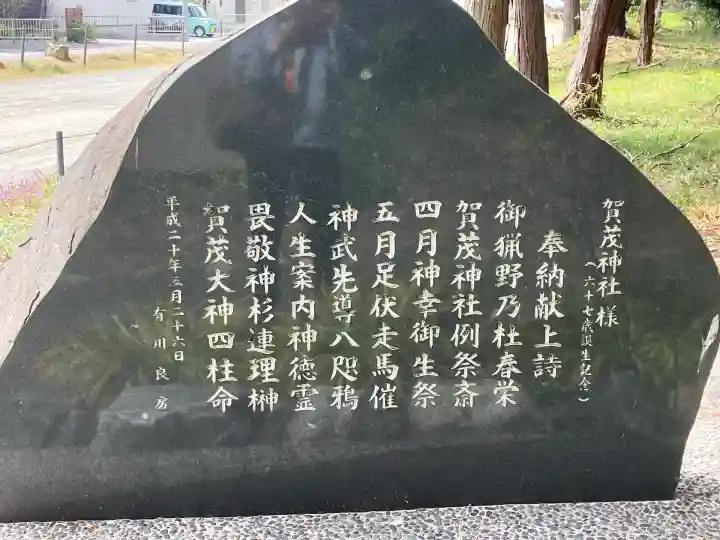 賀茂神社様
（六十七歳誕生記念）
奉納献上詩
御猟野乃杜春栄
賀茂神社例祭斎
四月神幸御生祭
五月足伏走馬催
神武先導八咫鴉
人生案内神徳霊
畏敬神杉連理榊
賀茂大神四柱命
平成二十年五月二十六日
有川良房